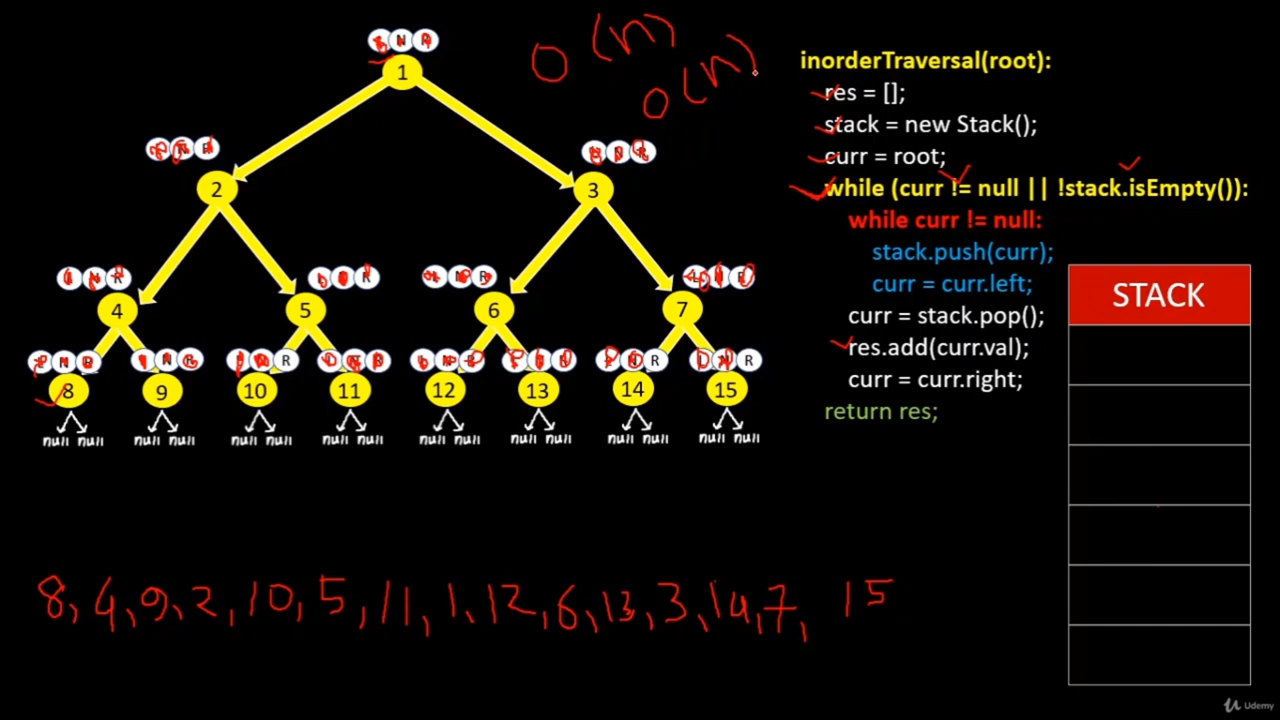 1
O(n)
O(n)
2
3
4
5
6
7
8
9
10
11
12
13
14
15
null null null null null null null null null null null null null null null null
inorderTraversal(root):
res = [];
stack = new Stack();
curr = root;
while (curr != null || !stack.isEmpty()):
while curr != null:
stack.push(curr);
curr = curr.left;
curr = stack.pop();
res.add(curr.val);
curr = curr.right;
return res;
STACK
8, 4, 9, 2, 10, 5, 11, 1, 12, 6, 13, 3, 14, 7, 15
Udemy